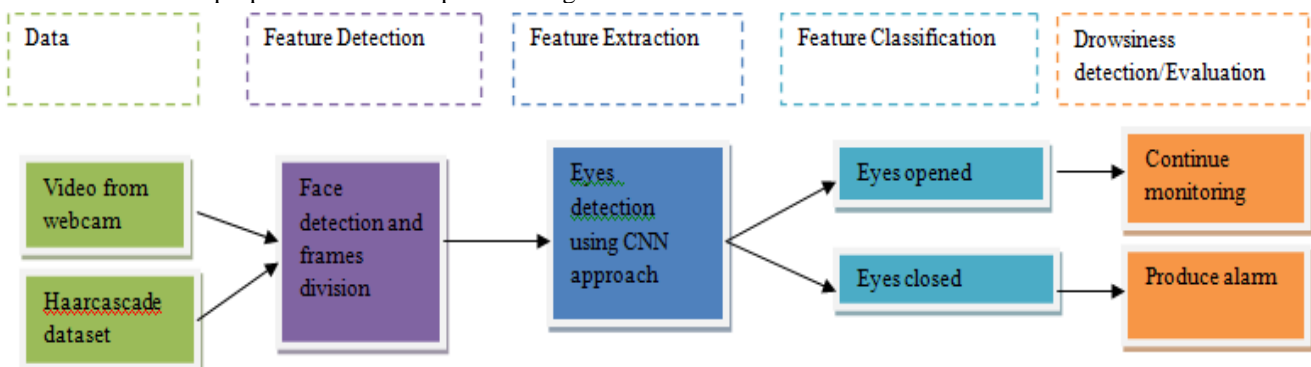 Data
Feature Detection
Feature Extraction
Feature Classification
Drowsiness
detection/Evaluation
Video from
webcam
Haarcascade
dataset
Face
detection and
frames
division
Eyes
detection
using CNN
approach
Eyes opened
Eyes closed
Continue
monitoring
Produce alarm